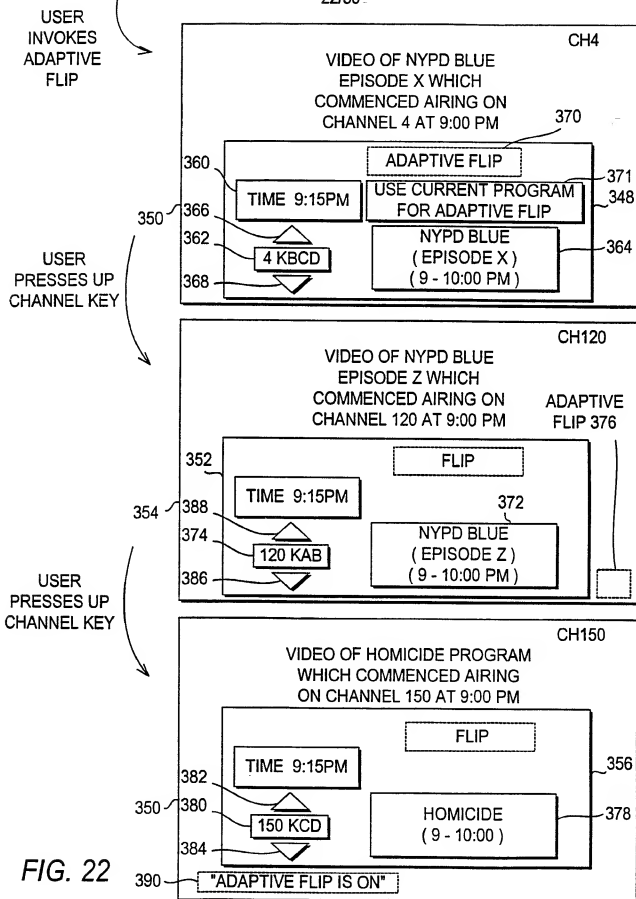 USER
INVOKES
ADAPTIVE
FLIP
CH4
VIDEO OF NYPD BLUE
EPISODE X WHICH
COMMENCED AIRING ON
CHANNEL 4 AT 9:00 PM
370
ADAPTIVE FLIP
360
371
TIME 9:15PM
USE CURRENT PROGRAM
FOR ADAPTIVE FLIP
348
350
366
362
4 KBCD
NYPD BLUE
( EPISODE X )
( 9 - 10:00 PM )
364
368
USER
PRESSES UP
CHANNEL KEY
CH120
VIDEO OF NYPD BLUE
EPISODE Z WHICH
COMMENCED AIRING ON
CHANNEL 120 AT 9:00 PM
ADAPTIVE
FLIP 376
352
FLIP
TIME 9:15PM
354
388
372
374
120 KAB
NYPD BLUE
( EPISODE Z )
( 9 - 10:00 PM )
386
USER
PRESSES UP
CHANNEL KEY
CH150
VIDEO OF HOMICIDE PROGRAM
WHICH COMMENCED AIRING
ON CHANNEL 150 AT 9:00 PM
FLIP
TIME 9:15PM
356
382
350
380
150 KCD
HOMICIDE
( 9 - 10:00 )
378
384
FIG. 22
390
"ADAPTIVE FLIP IS ON"